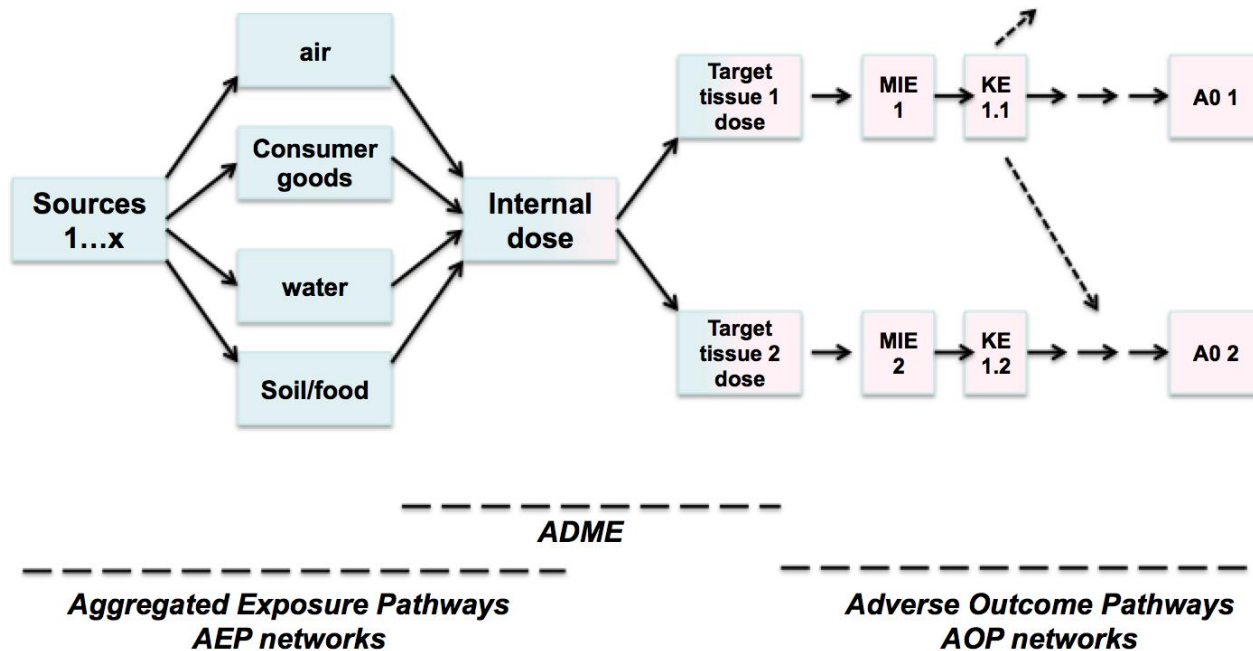 air
Consumer
goods
Sources
1...x
water
Soil/food
Internal
dose
Target
tissue 1
dose
MIE
1
KE
1.1
A0 1
Target
tissue 2
dose
MIE
2
KE
1.2
A0 2
ADME
Aggregated Exposure Pathways
AEP networks
Adverse Outcome Pathways
AOP networks